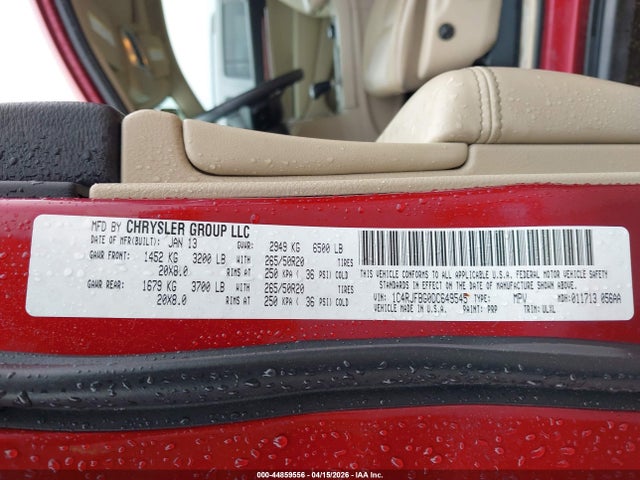 MFD BY CHRYSLER GROUP LLC
DATE OF MFR(BUILT): JAN 13 GVWR: 2949 KG 6500 LB
GAWR FRONT: 1452 KG 3200 LB 265/50R20 TIRES
20X8.0 RIMS AT 250 KPA ( 36 PSI) COLD
GAWR REAR: 1679 KG 3700 LB 265/50R20 TIRES
20X8.0 RIMS AT 250 KPA ( 36 PSI) COLD
THIS VEHICLE CONFORMS TO ALL APPLICABLE U.S.A. FEDERAL MOTOR VEHICLE SAFETY
STANDARDS IN EFFECT ON THE DATE OF MANUFACTURE SHOWN ABOVE.
VIN: 1C4RJFBG0DC649545 TYPE: MPV MDH:011713 056AA
VEHICLE MADE IN U.S.A. PAINT: PRP TRIM: ULXL
000-44859556 - 04/15/2026 - IAA Inc.